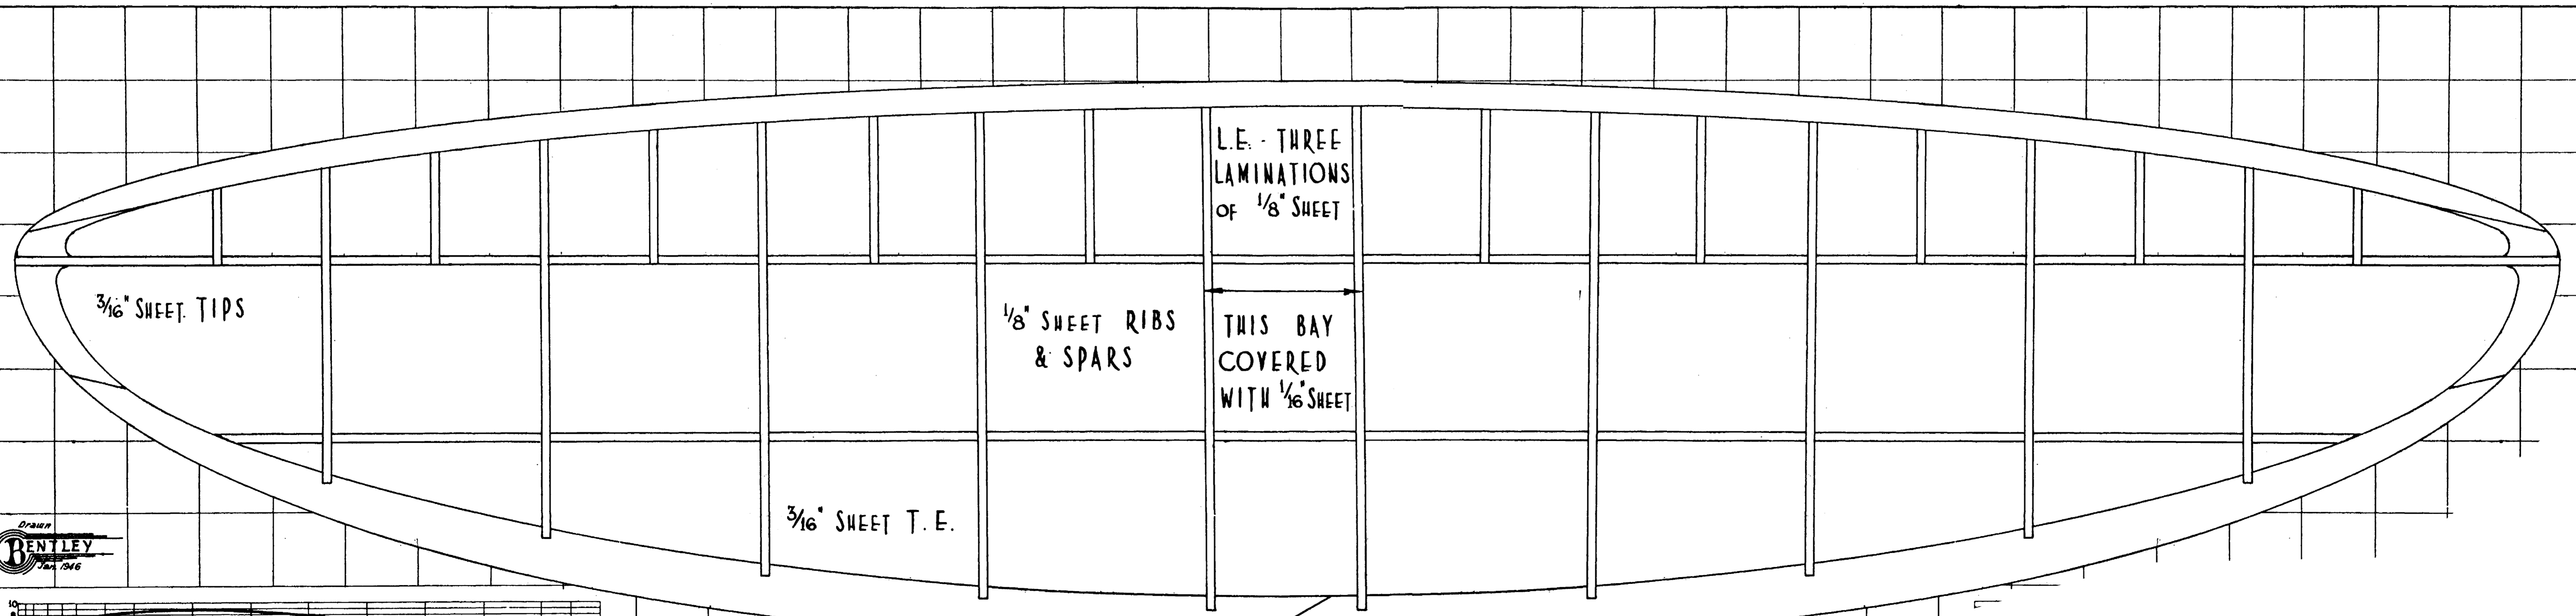 L.E. - THREE
LAMINATIONS
OF 1/8" SHEET
3/16" SHEET. TIPS
1/8" SHEET RIBS
& SPARS
THIS BAY
COVERED
WITH 1/16" SHEET
3/16" SHEET T.E.
Drawn
BENTLEY
Jan. 1946
10